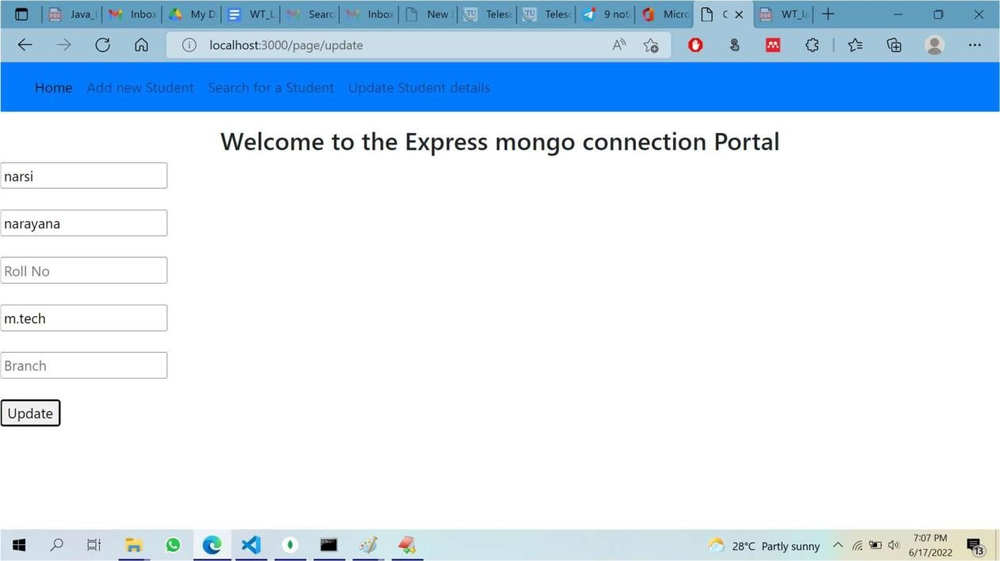 Java_l Inbox My D WT_L Searc Inbox New Telesc Telesc 9 not Micro WT_la
localhost:3000/page/update
Home Add new Student Search for a Student Update Student details
Welcome to the Express mongo connection Portal
narsi
narayana
Roll No
m.tech
Branch
Update
28°C Partly sunny
7:07 PM
6/17/2022
13